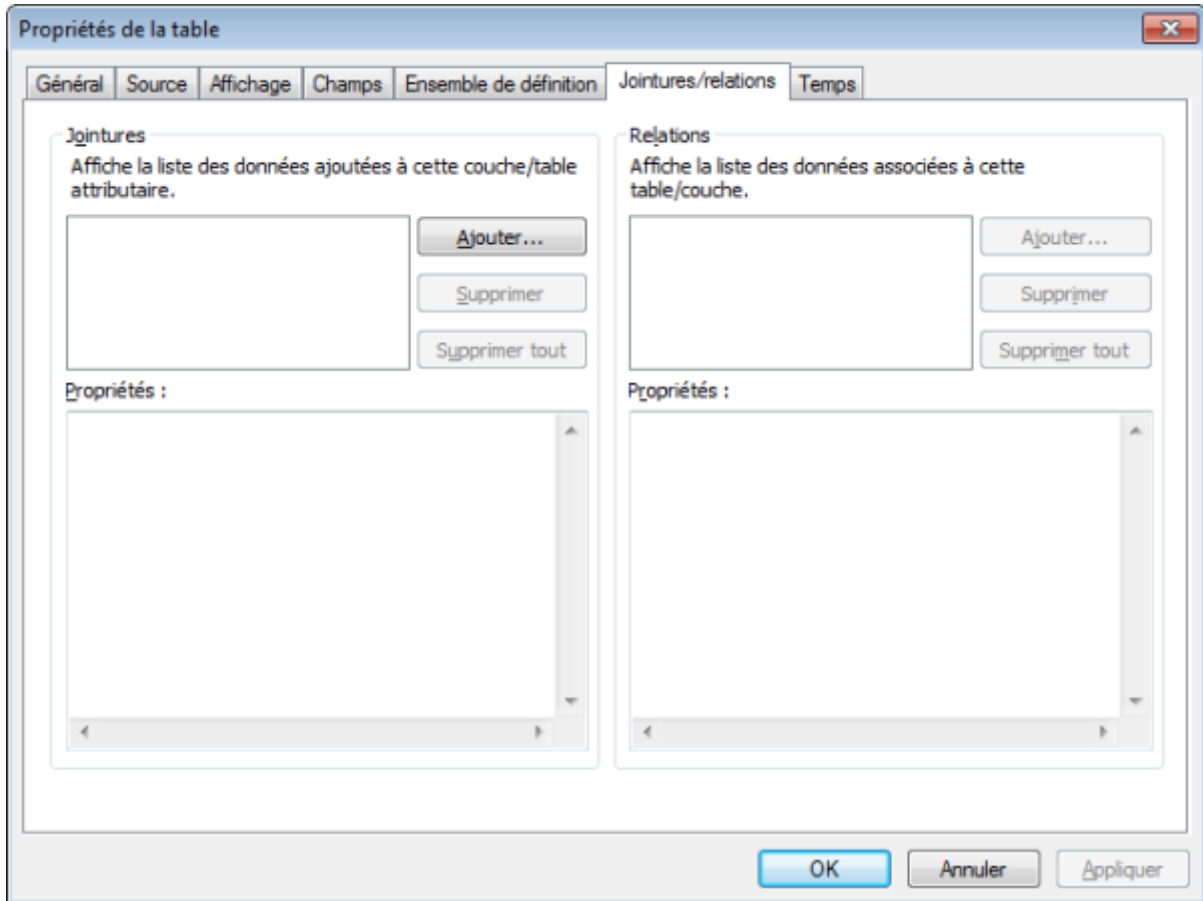 Propriétés de la table
Général Source Affichage Champs Ensemble de définition Jointures/relations Temps
Jointures
Affiche la liste des données ajoutées à cette couche/table
attributaire.
Ajouter...
Supprimer
Supprimer tout
Propriétés :
Relations
Affiche la liste des données associées à cette
table/couche.
Ajouter...
Supprimer
Supprimer tout
Propriétés :
OK Annuler Appliquer